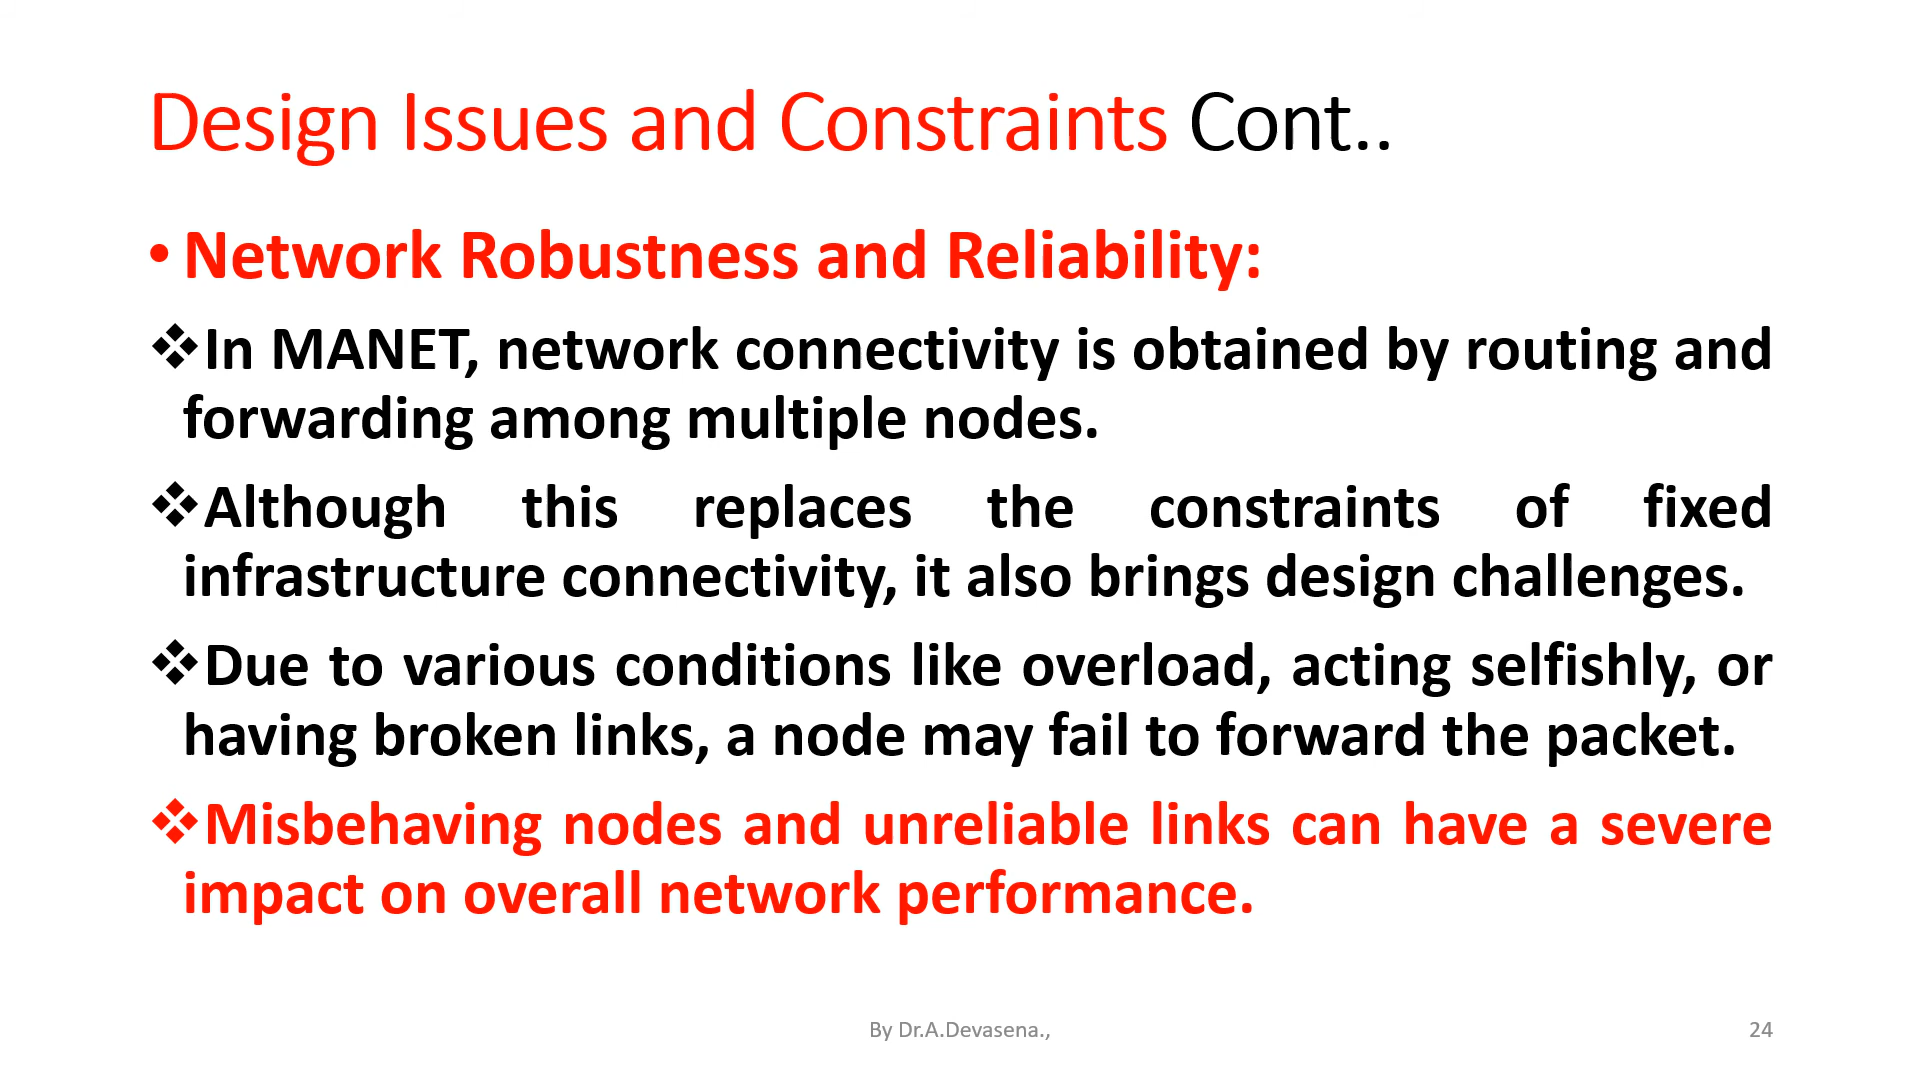 Design Issues and Constraints Cont..
• Network Robustness and Reliability:
❖In MANET, network connectivity is obtained by routing and
forwarding among multiple nodes.
❖Although this replaces the constraints of fixed
infrastructure connectivity, it also brings design challenges.
❖Due to various conditions like overload, acting selfishly, or
having broken links, a node may fail to forward the packet.
❖Misbehaving nodes and unreliable links can have a severe
impact on overall network performance.
By Dr.A.Devasena.,
24